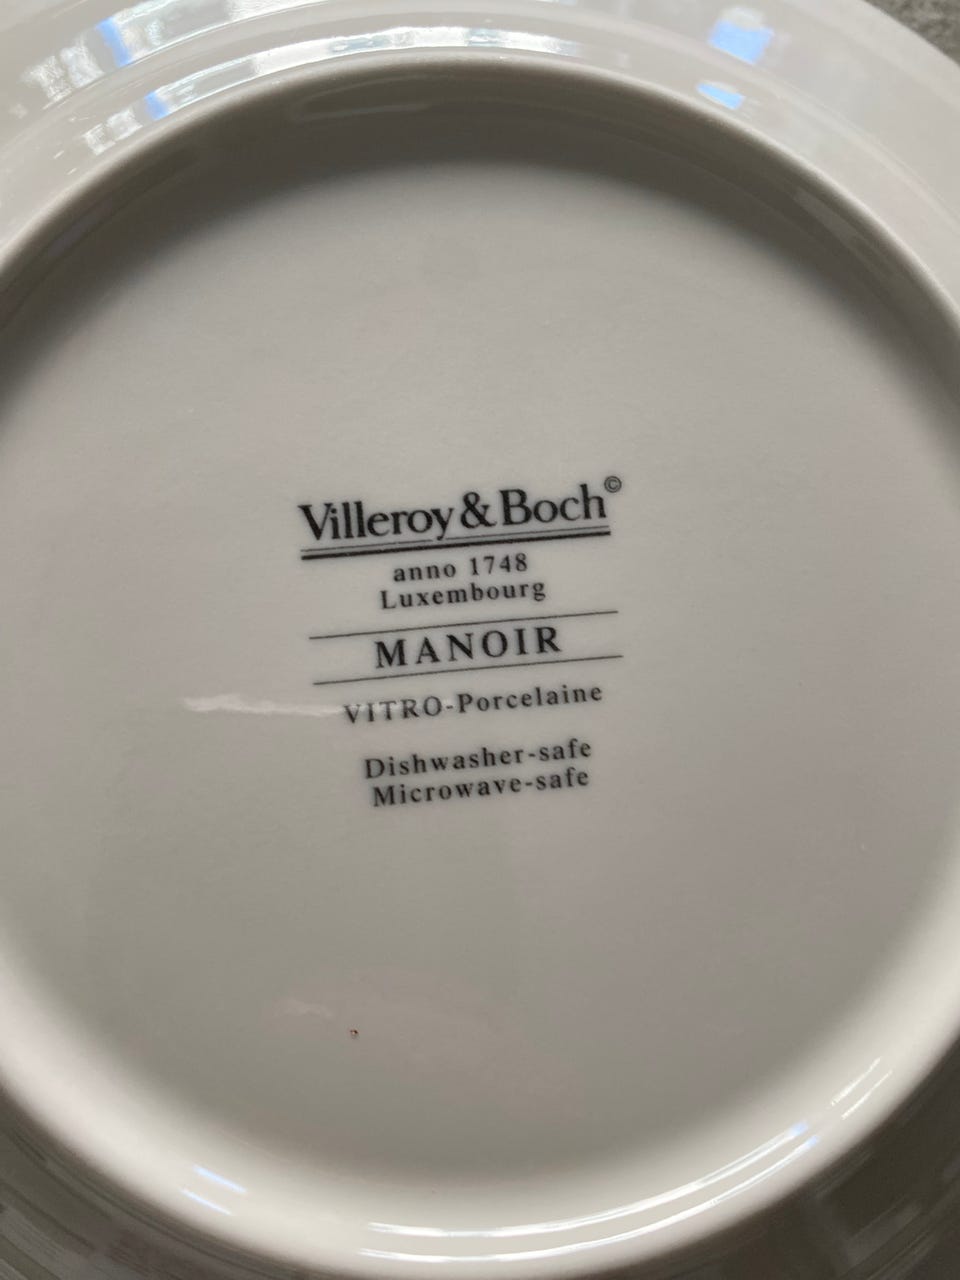 Villeroy & Boch©
anno 1748
Luxembourg
MANOIR
VITRO-Porcelaine
Dishwasher-safe
Microwave-safe